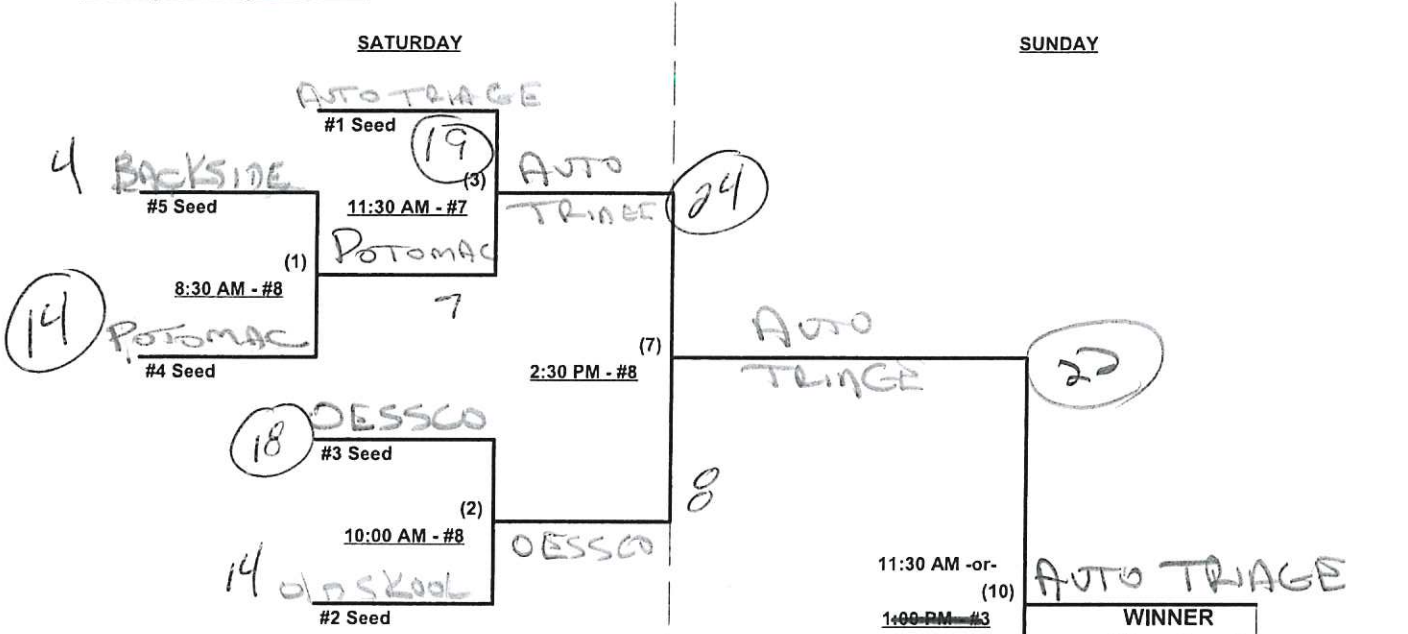 SATURDAY
SUNDAY
AUTO TRIAGE
#1 Seed
19
4 BACKSIDE
(3)
AUTO
24
#5 Seed
11:30 AM - #7
TRIAGE
POTOMAC
(1)
8:30 AM - #8
7
14 POTOMAC
AUTO
(7)
22
#4 Seed
2:30 PM - #8
TRIAGE
18 OESSCO
#3 Seed
8
(2)
10:00 AM - #8
OESSCO
11:30 AM -or-
14 OLD SKOOL
AUTO TRIAGE
(10)
#2 Seed
1:00 PM - #3
WINNER